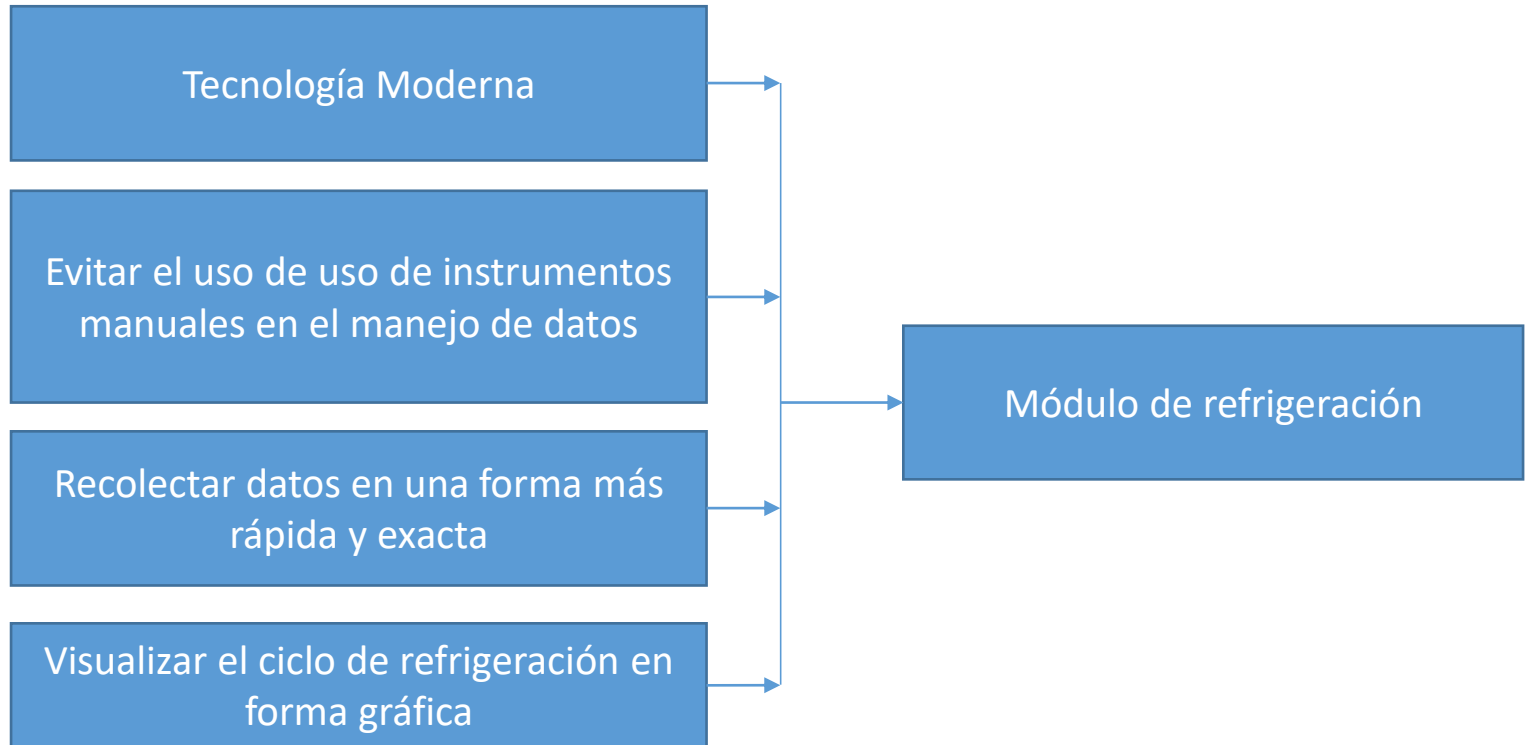 Tecnología Moderna
Evitar el uso de uso de instrumentos
manuales en el manejo de datos
Recolectar datos en una forma más
rápida y exacta
Visualizar el ciclo de refrigeración en
forma gráfica
Módulo de refrigeración